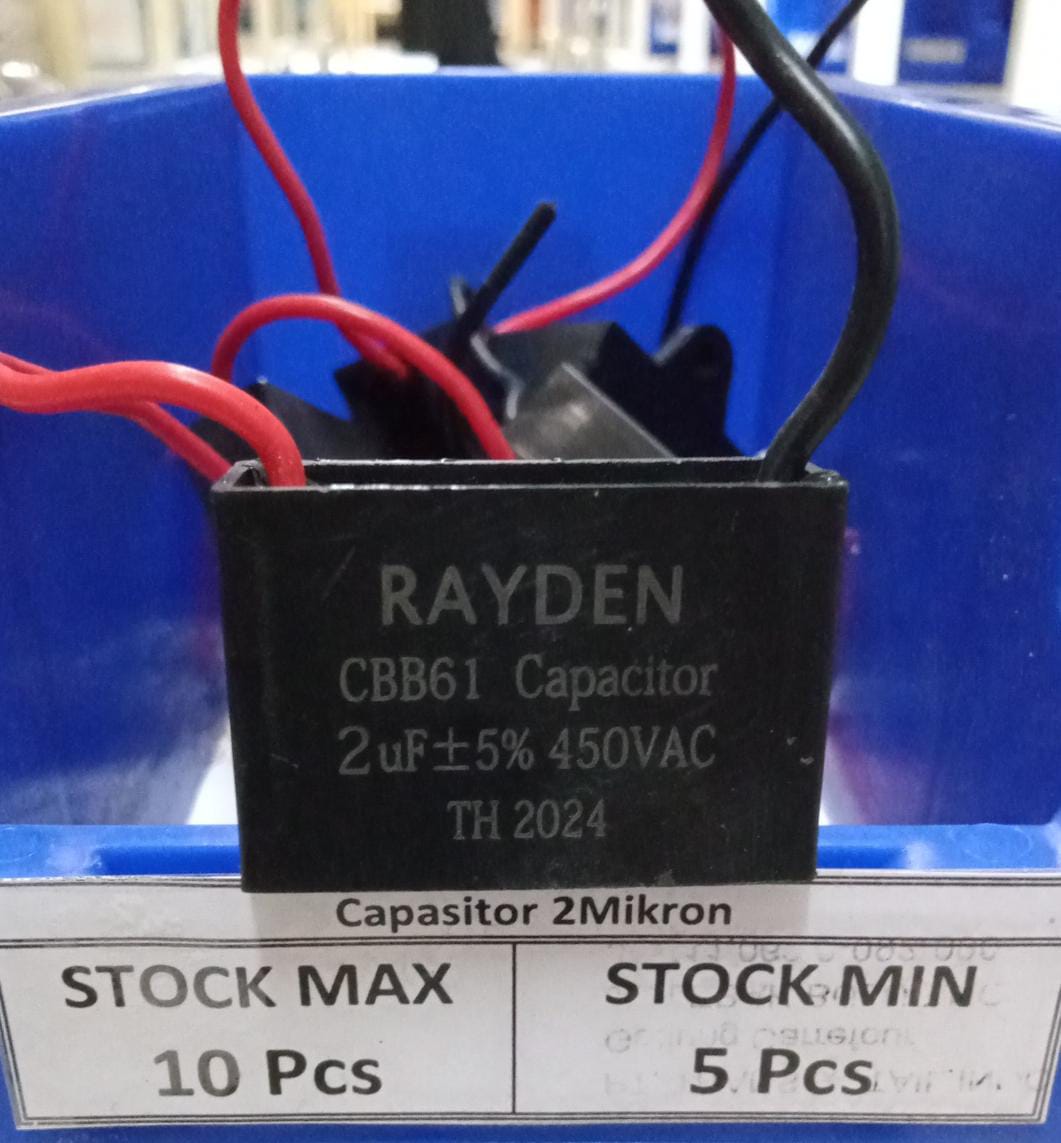 RAYDEN
CBB61 Capacitor
2uF±5% 450VAC
TH 2024
Capasitor 2Mikron
STOCK MAX
STOCK MIN
10 Pcs
5 Pcs